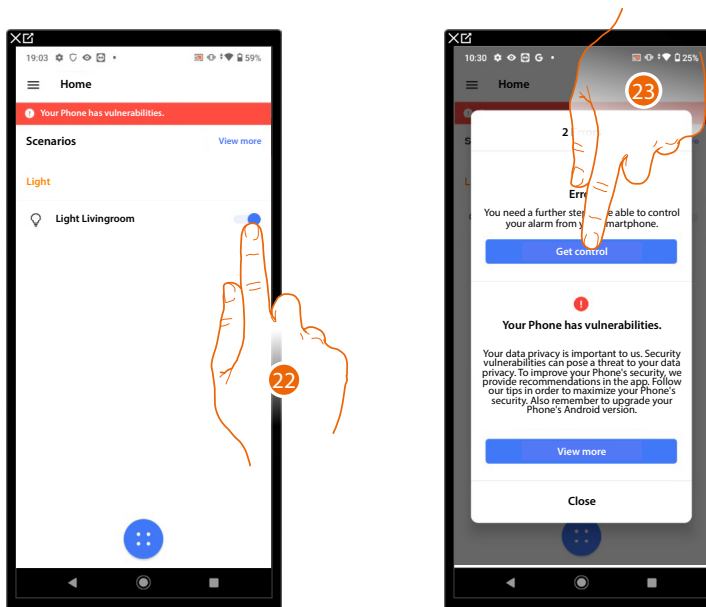 19:03
59%
Home
Your Phone has vulnerabilities.
Scenarios
View more
Light
Light Livingroom
22
10:30
G
25%
Home
23
2
You need a further step able to control
your alarm from smartphone.
Get control
Your Phone has vulnerabilities.
Your data privacy is important to us. Security
vulnerabilities can pose a threat to your data
privacy. To improve your Phone's security, we
provide recommendations in the app. Follow
our tips in order to maximize your Phone's
security. Also remember to upgrade your
Phone's Android version.
View more
Close